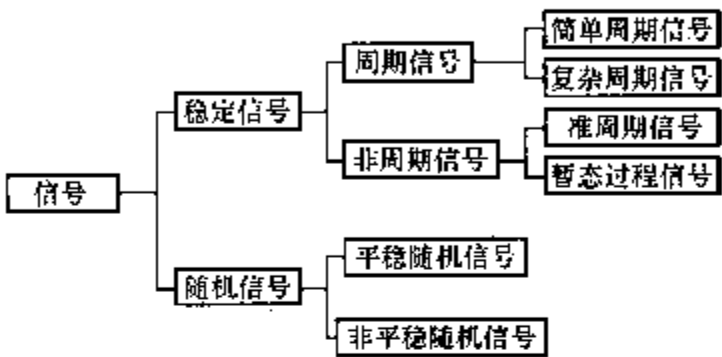 信号
稳定信号
周期信号
简单周期信号
复杂周期信号
非周期信号
准周期信号
暂态过程信号
随机信号
平稳随机信号
非平稳随机信号